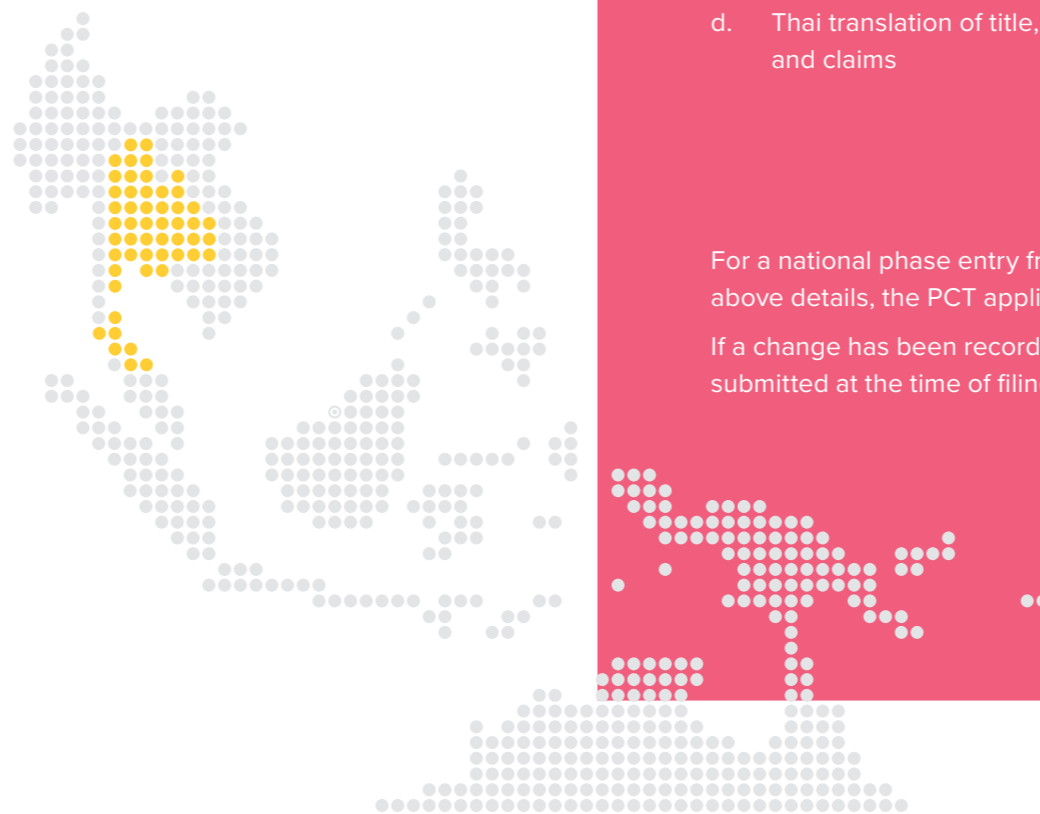 d. Thai translation of title,
and claims
For a national phase entry fr
above details, the PCT appli
If a change has been record
submitted at the time of filing